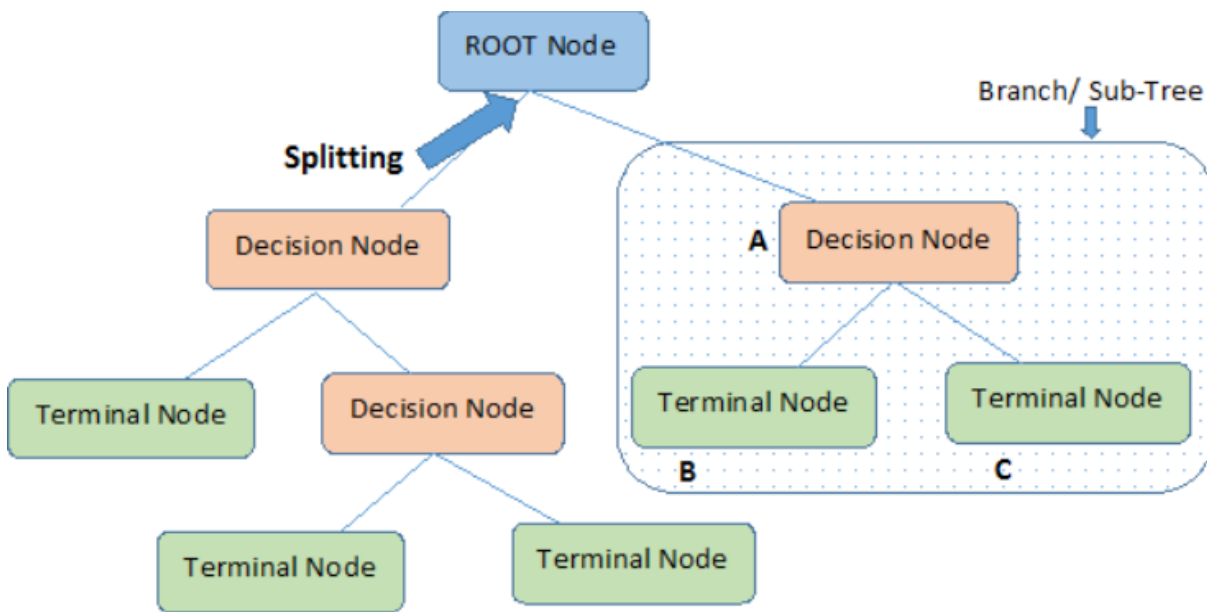 ROOT Node
Branch/ Sub-Tree
Splitting
Decision Node
A
Decision Node
Terminal Node
Decision Node
Terminal Node
Terminal Node
B
C
Terminal Node
Terminal Node